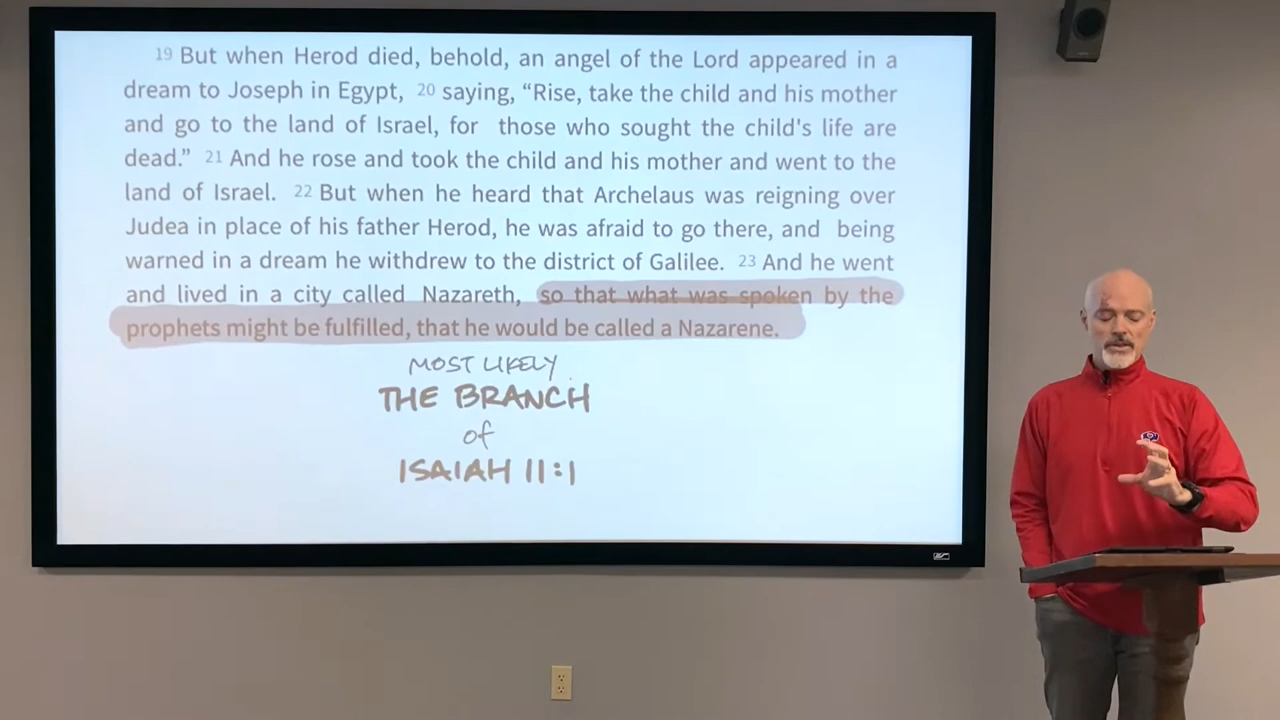 19 But when Herod died, behold, an angel of the Lord appeared in a
dream to Joseph in Egypt, 20 saying, “Rise, take the child and his mother
and go to the land of Israel, for those who sought the child's life are
dead.” 21 And he rose and took the child and his mother and went to the
land of Israel. 22 But when he heard that Archelaus was reigning over
Judea in place of his father Herod, he was afraid to go there, and being
warned in a dream he withdrew to the district of Galilee. 23 And he went
and lived in a city called Nazareth, so that what was spoken by the
prophets might be fulfilled, that he would be called a Nazarene.
MOST LIKELY
THE BRANCH
of
ISAIAH 11:1